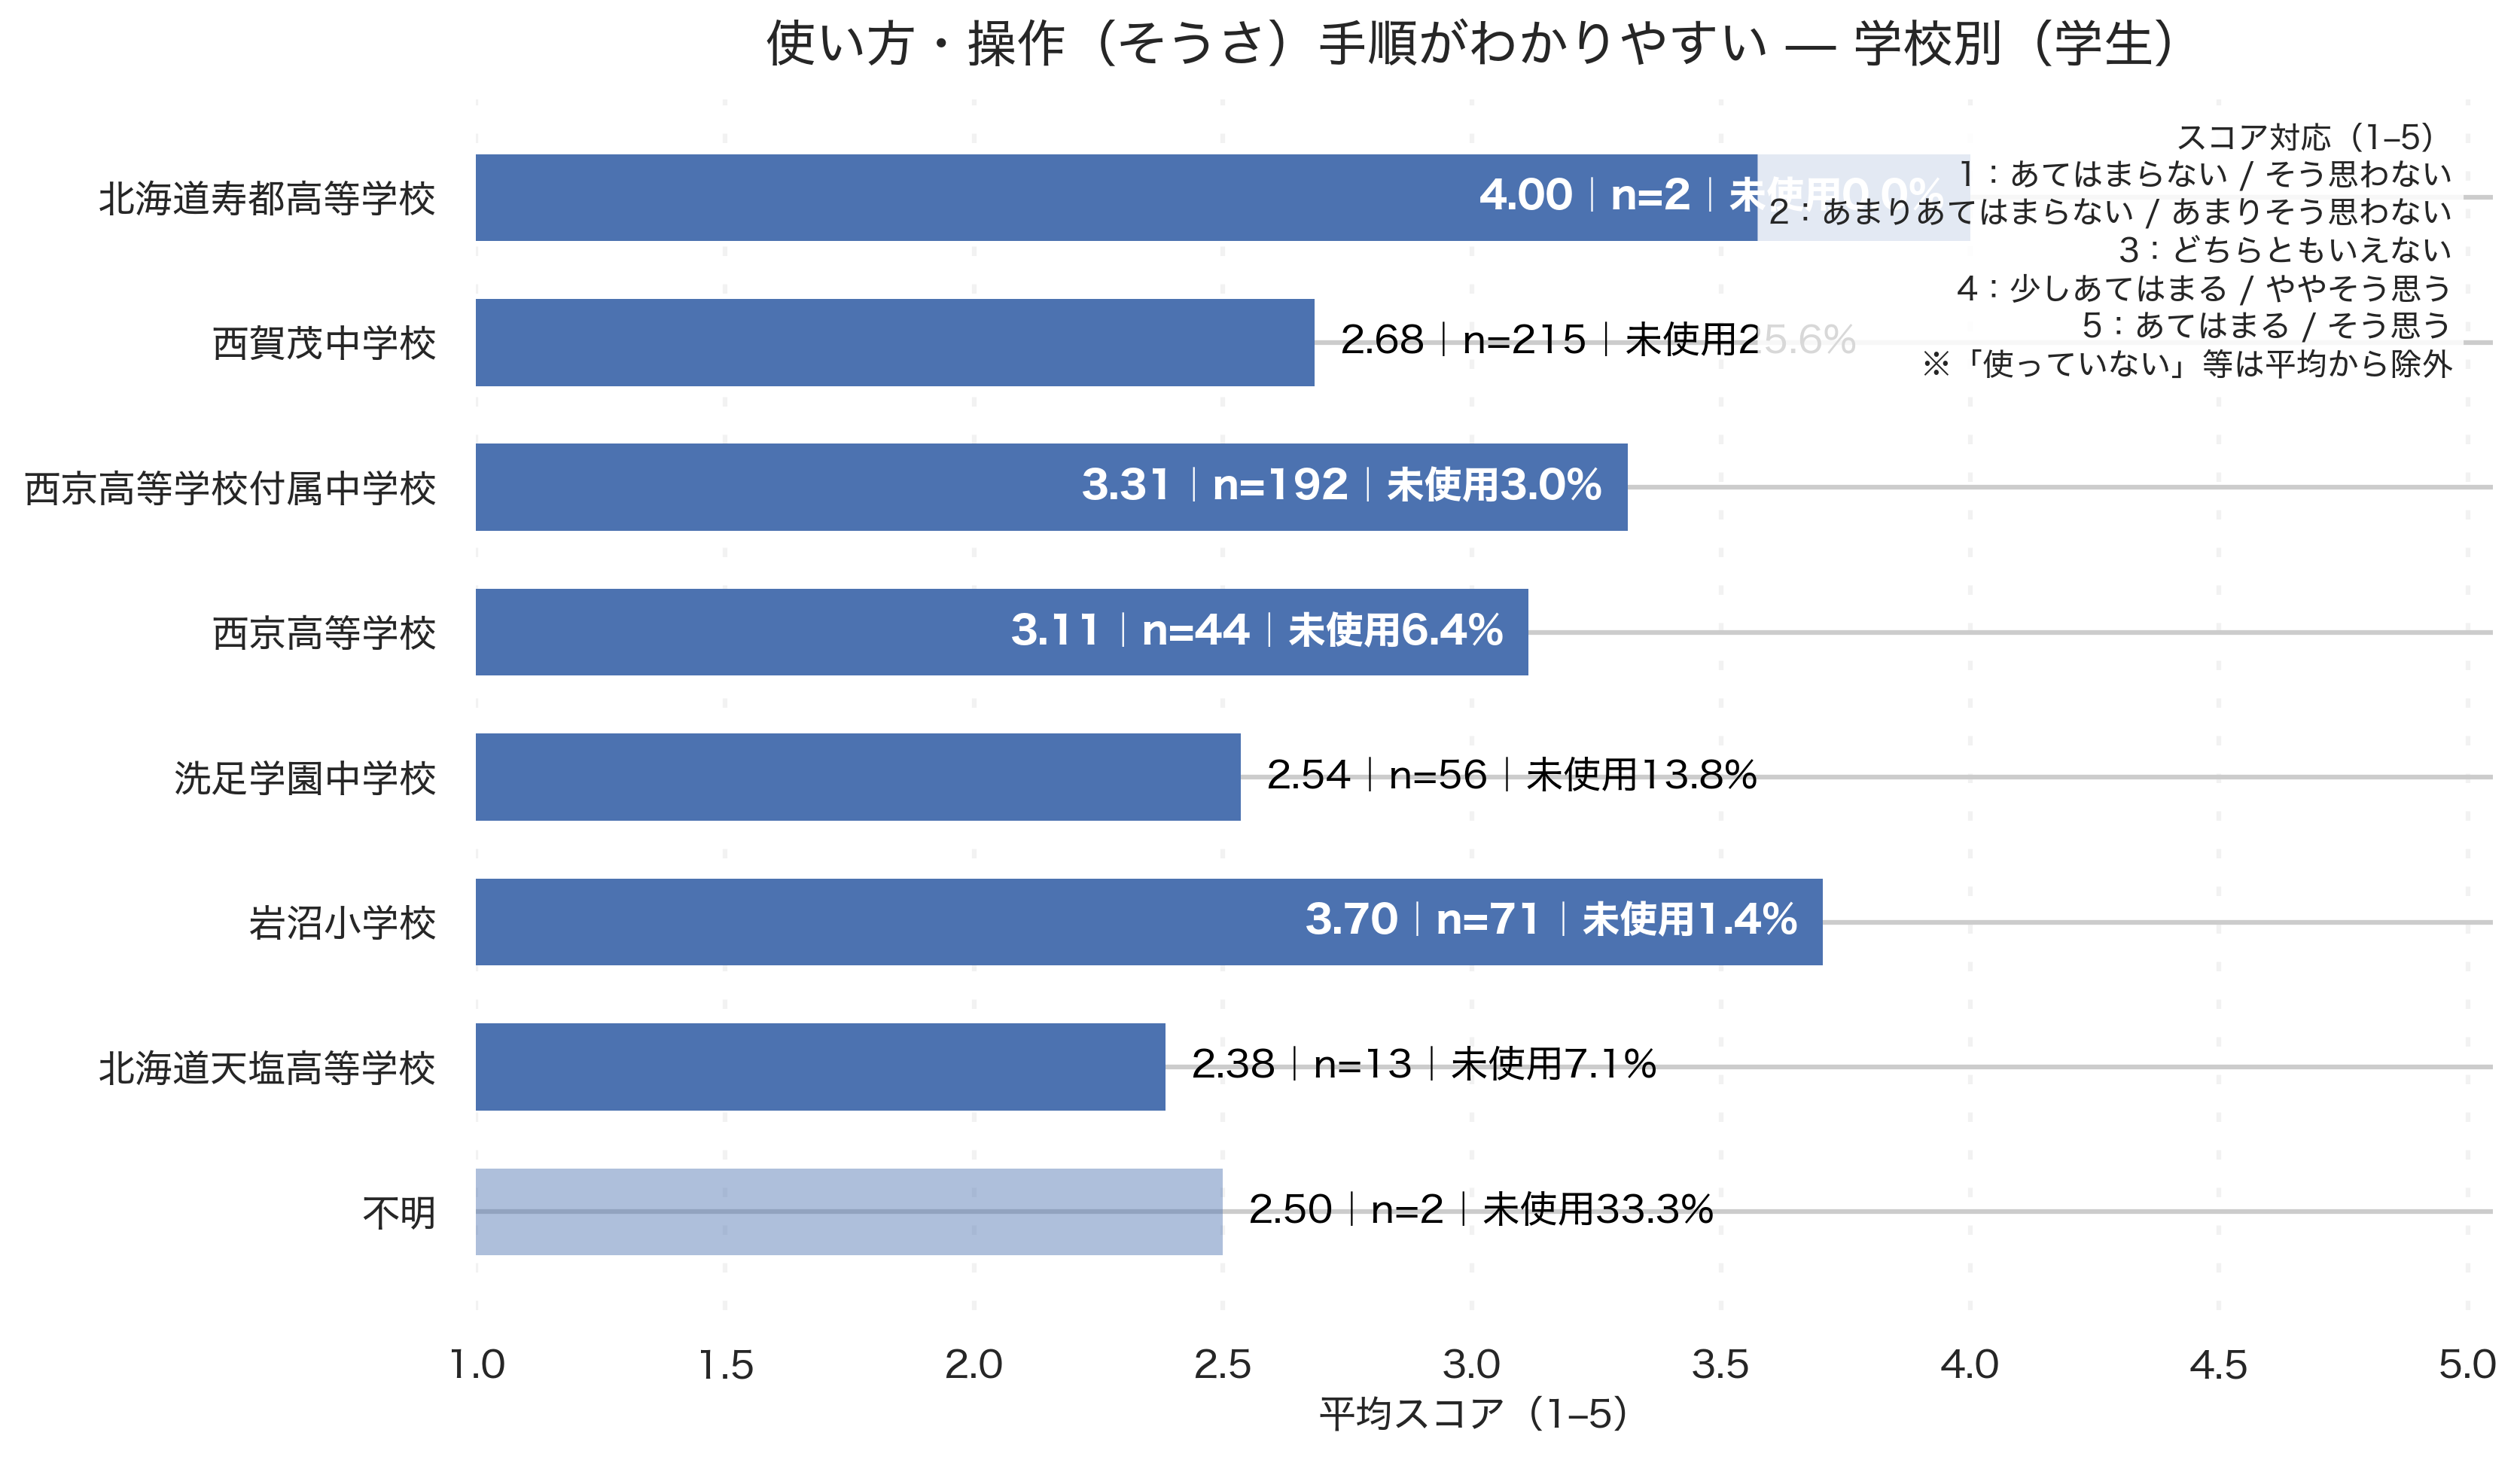 使い方・操作（そうさ）手順がわかりやすい — 学校別（学生）
スコア対応（1–5）
1：あてはまらない / そう思わない
2：あまりあてはまらない / あまりそう思わない
3：どちらともいえない
4：少しあてはまる / ややそう思う
5：あてはまる / そう思う
※「使っていない」等は平均から除外
北海道寿都高等学校 4.00｜n=2｜未使用0.0%
西賀茂中学校 2.68｜n=215｜未使用25.6%
西京高等学校付属中学校 3.31｜n=192｜未使用3.0%
西京高等学校 3.11｜n=44｜未使用6.4%
洗足学園中学校 2.54｜n=56｜未使用13.8%
岩沼小学校 3.70｜n=71｜未使用1.4%
北海道天塩高等学校 2.38｜n=13｜未使用7.1%
不明 2.50｜n=2｜未使用33.3%
1.0 1.5 2.0 2.5 3.0 3.5 4.0 4.5 5.0
平均スコア（1–5）